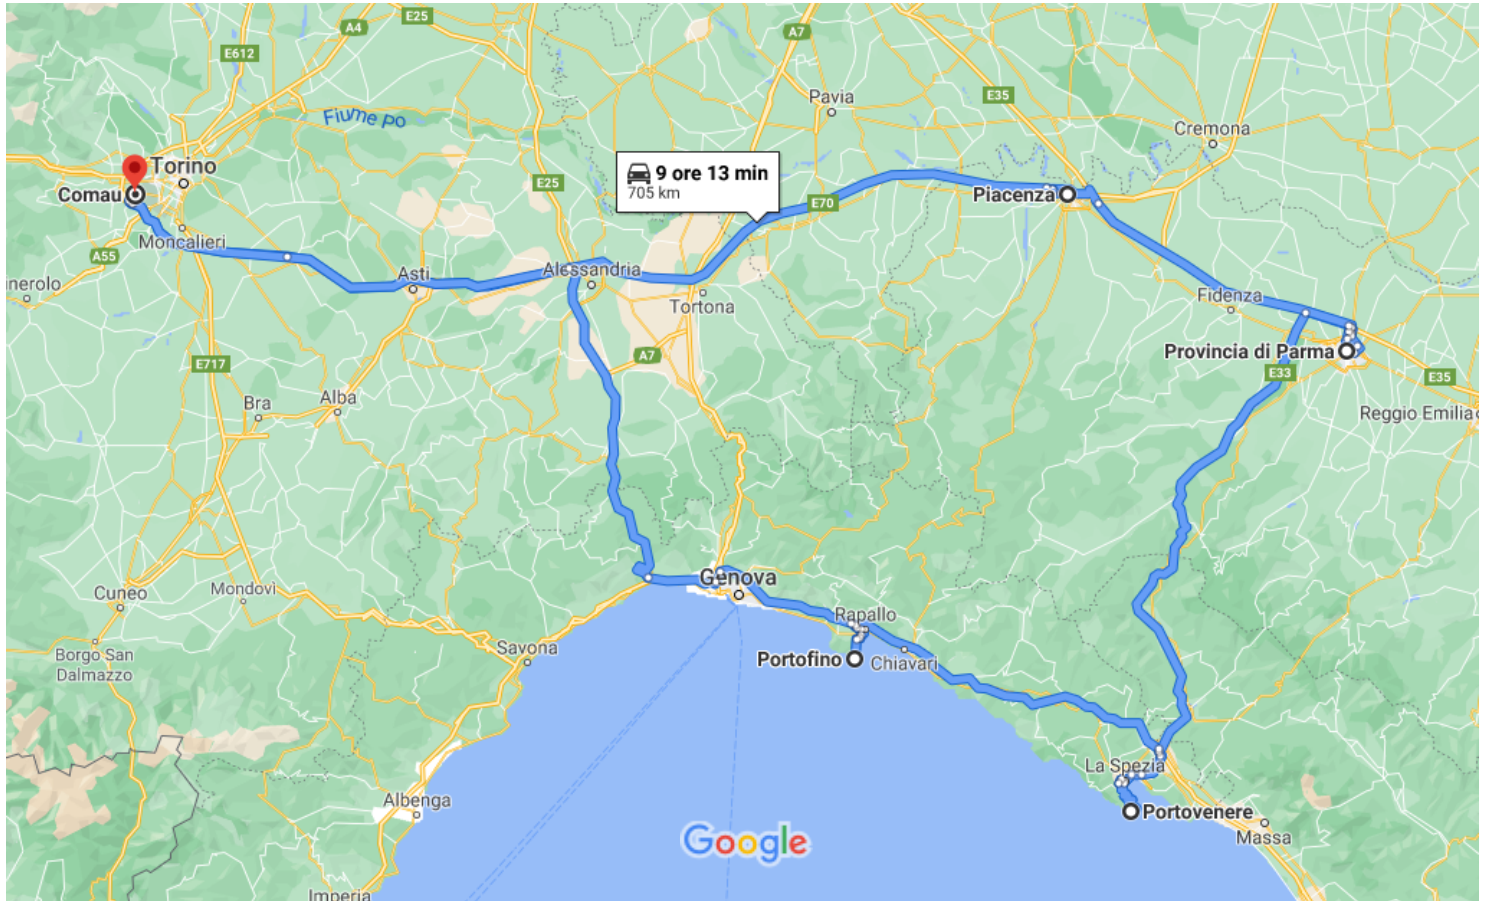 E25
A4
A7
E612
Pavia
E35
Fiume po
Cremona
Torino
Comau
E25
9 ore 13 min
705 km
E70
Piacenza
Moncalieri
A55
Asti
Alessandria
nerolo
Tortona
Fidenza
A7
Provincia di Parma
E717
E33
E35
Bra
Alba
Reggio Emilia
Genova
Cuneo
Mondovì
Rapallo
Savona
Borgo San
Dalmazzo
Portofino
Chiavari
La Spezia
Albenga
Portovenere
Massa
Google
Imperia